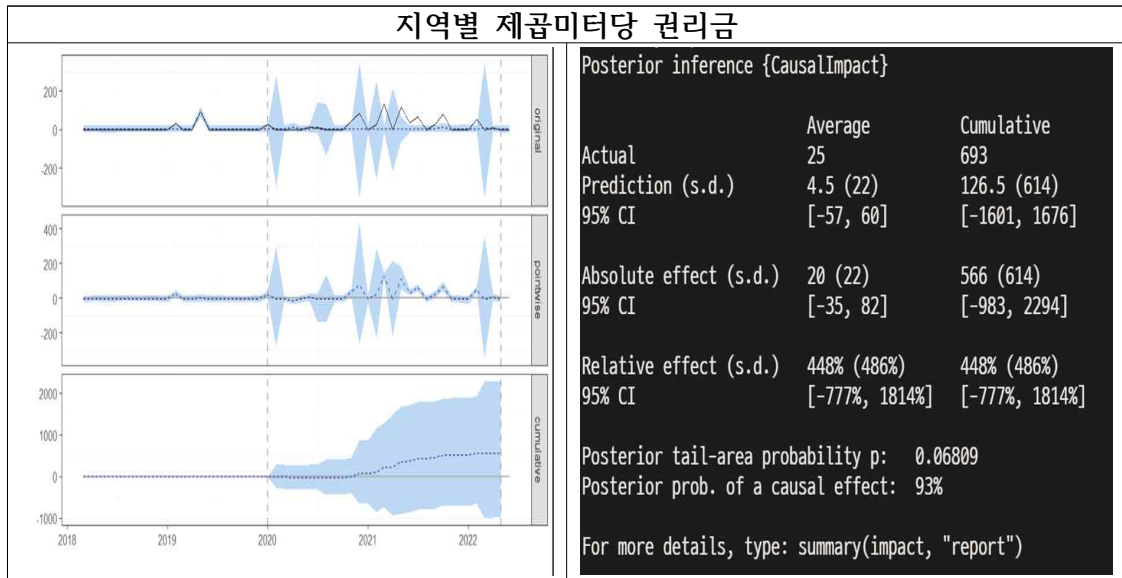 지역별 제곱미터당 권리금
200
0
-200
original
400
200
0
-200
pointwise
2000
1000
0
-1000
cumulative
2018 2019 2020 2021 2022
Posterior inference {CausalImpact}
Average Cumulative
Actual 25 693
Prediction (s.d.) 4.5 (22) 126.5 (614)
95% CI [-57, 60] [-1601, 1676]
Absolute effect (s.d.) 20 (22) 566 (614)
95% CI [-35, 82] [-983, 2294]
Relative effect (s.d.) 448% (486%) 448% (486%)
95% CI [-777%, 1814%] [-777%, 1814%]
Posterior tail-area probability p: 0.06809
Posterior prob. of a causal effect: 93%
For more details, type: summary(impact, "report")